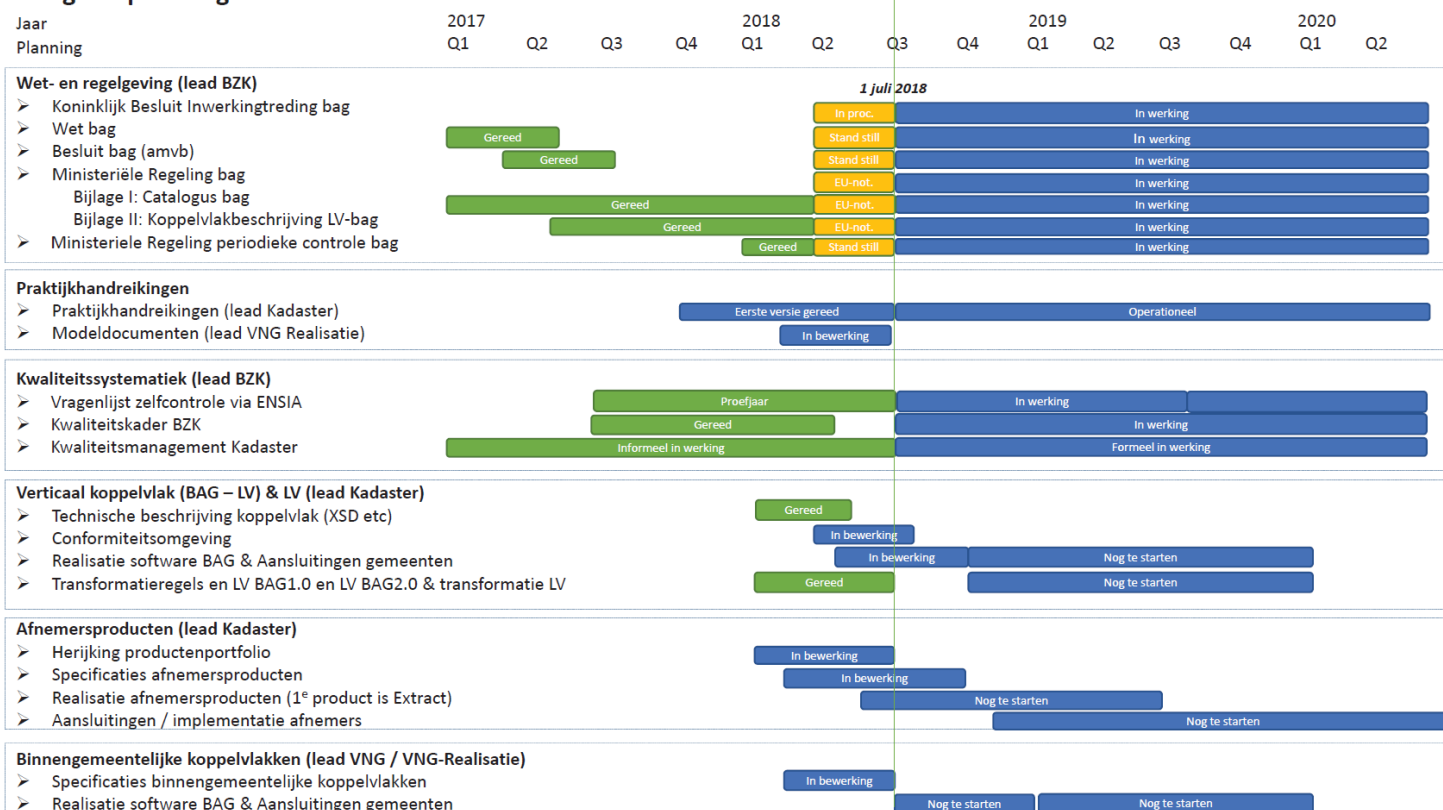 Jaar 2017 2018 2019 2020
Planning Q1 Q2 Q3 Q4 Q1 Q2 Q3 Q4 Q1 Q2 Q3 Q4 Q1 Q2
Wet- en regelgeving (lead BZK) 1 juli 2018
➢ Koninklijk Besluit Inwerkingtreding bag In proc. In werking
➢ Wet bag Gereed Stand still In werking
➢ Besluit bag (amvb) Gereed Stand still In werking
➢ Ministeriële Regeling bag EU-not. In werking
Bijlage I: Catalogus bag Gereed EU-not. In werking
Bijlage II: Koppelvlakbeschrijving LV-bag Gereed EU-not. In werking
➢ Ministeriele Regeling periodieke controle bag Gereed Stand still In werking
Praktijkhandreikingen
➢ Praktijkhandreikingen (lead Kadaster) Eerste versie gereed Operationeel
➢ Modeldocumenten (lead VNG Realisatie) In bewerking
Kwaliteitssystematiek (lead BZK)
➢ Vragenlijst zelfcontrole via ENSIA Proefjaar In werking
➢ Kwaliteitskader BZK Gereed In werking
➢ Kwaliteitsmanagement Kadaster Informeel in werking Formeel in werking
Verticaal koppelvlak (BAG – LV) & LV (lead Kadaster)
➢ Technische beschrijving koppelvlak (XSD etc) Gereed
➢ Conformiteitsomgeving In bewerking
➢ Realisatie software BAG & Aansluitingen gemeenten In bewerking Nog te starten
➢ Transformatieregels en LV BAG1.0 en LV BAG2.0 & transformatie LV Gereed Nog te starten
Afnemersproducten (lead Kadaster)
➢ Herijking productenportfolio In bewerking
➢ Specificaties afnemersproducten In bewerking
➢ Realisatie afnemersproducten (1e product is Extract) Nog te starten
➢ Aansluitingen / implementatie afnemers Nog te starten
Binnengemeentelijke koppelvlakken (lead VNG / VNG-Realisatie)
➢ Specificaties binnengemeentelijke koppelvlakken In bewerking
➢ Realisatie software BAG & Aansluitingen gemeenten Nog te starten Nog te starten